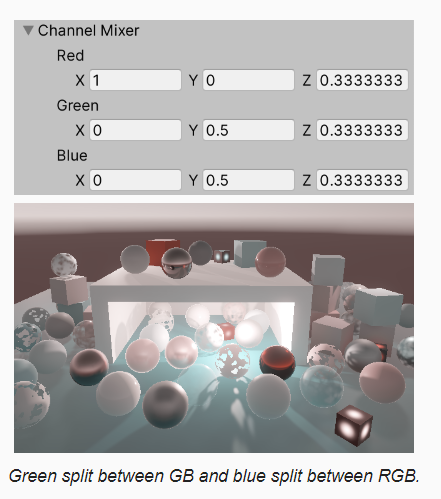 Channel Mixer
Red
X 1 Y 0 Z 0.3333333
Green
X 0 Y 0.5 Z 0.3333333
Blue
X 0 Y 0.5 Z 0.3333333
Green split between GB and blue split between RGB.